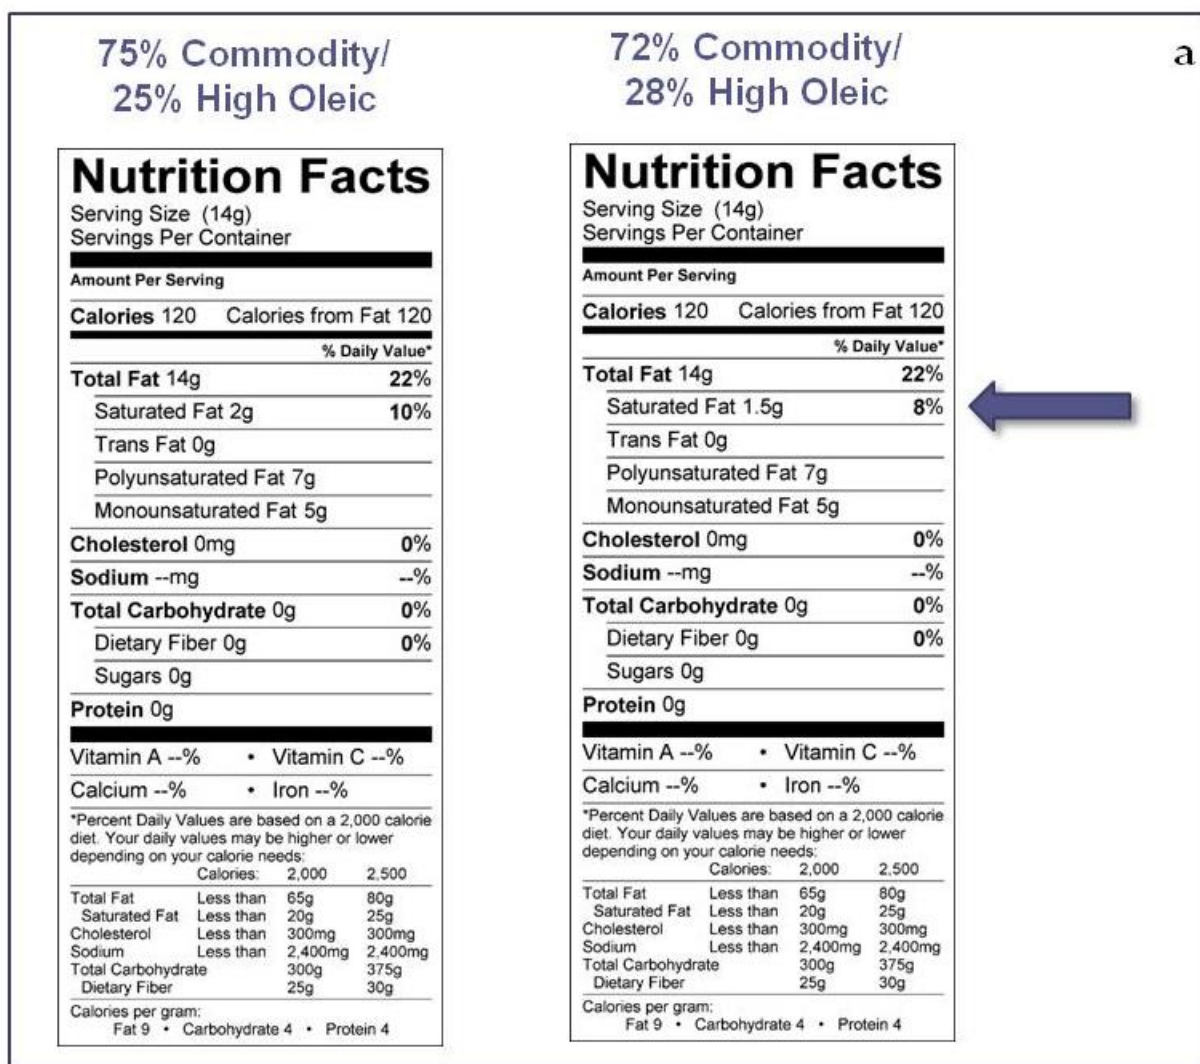 75% Commodity/
25% High Oleic
Nutrition Facts
Serving Size (14g)
Servings Per Container
Amount Per Serving
Calories 120 Calories from Fat 120
% Daily Value*
Total Fat 14g 22%
Saturated Fat 2g 10%
Trans Fat 0g
Polyunsaturated Fat 7g
Monounsaturated Fat 5g
Cholesterol 0mg 0%
Sodium --mg --%
Total Carbohydrate 0g 0%
Dietary Fiber 0g 0%
Sugars 0g
Protein 0g
Vitamin A --% • Vitamin C --%
Calcium --% • Iron --%
*Percent Daily Values are based on a 2,000 calorie
diet. Your daily values may be higher or lower
depending on your calorie needs:
Calories: 2,000 2,500
Total Fat Less than 65g 80g
Saturated Fat Less than 20g 25g
Cholesterol Less than 300mg 300mg
Sodium Less than 2,400mg 2,400mg
Total Carbohydrate 300g 375g
Dietary Fiber 25g 30g
Calories per gram:
Fat 9 • Carbohydrate 4 • Protein 4
72% Commodity/
28% High Oleic
Nutrition Facts
Serving Size (14g)
Servings Per Container
Amount Per Serving
Calories 120 Calories from Fat 120
% Daily Value*
Total Fat 14g 22%
Saturated Fat 1.5g 8%
Trans Fat 0g
Polyunsaturated Fat 7g
Monounsaturated Fat 5g
Cholesterol 0mg 0%
Sodium --mg --%
Total Carbohydrate 0g 0%
Dietary Fiber 0g 0%
Sugars 0g
Protein 0g
Vitamin A --% • Vitamin C --%
Calcium --% • Iron --%
*Percent Daily Values are based on a 2,000 calorie
diet. Your daily values may be higher or lower
depending on your calorie needs:
Calories: 2,000 2,500
Total Fat Less than 65g 80g
Saturated Fat Less than 20g 25g
Cholesterol Less than 300mg 300mg
Sodium Less than 2,400mg 2,400mg
Total Carbohydrate 300g 375g
Dietary Fiber 25g 30g
Calories per gram:
Fat 9 • Carbohydrate 4 • Protein 4
a